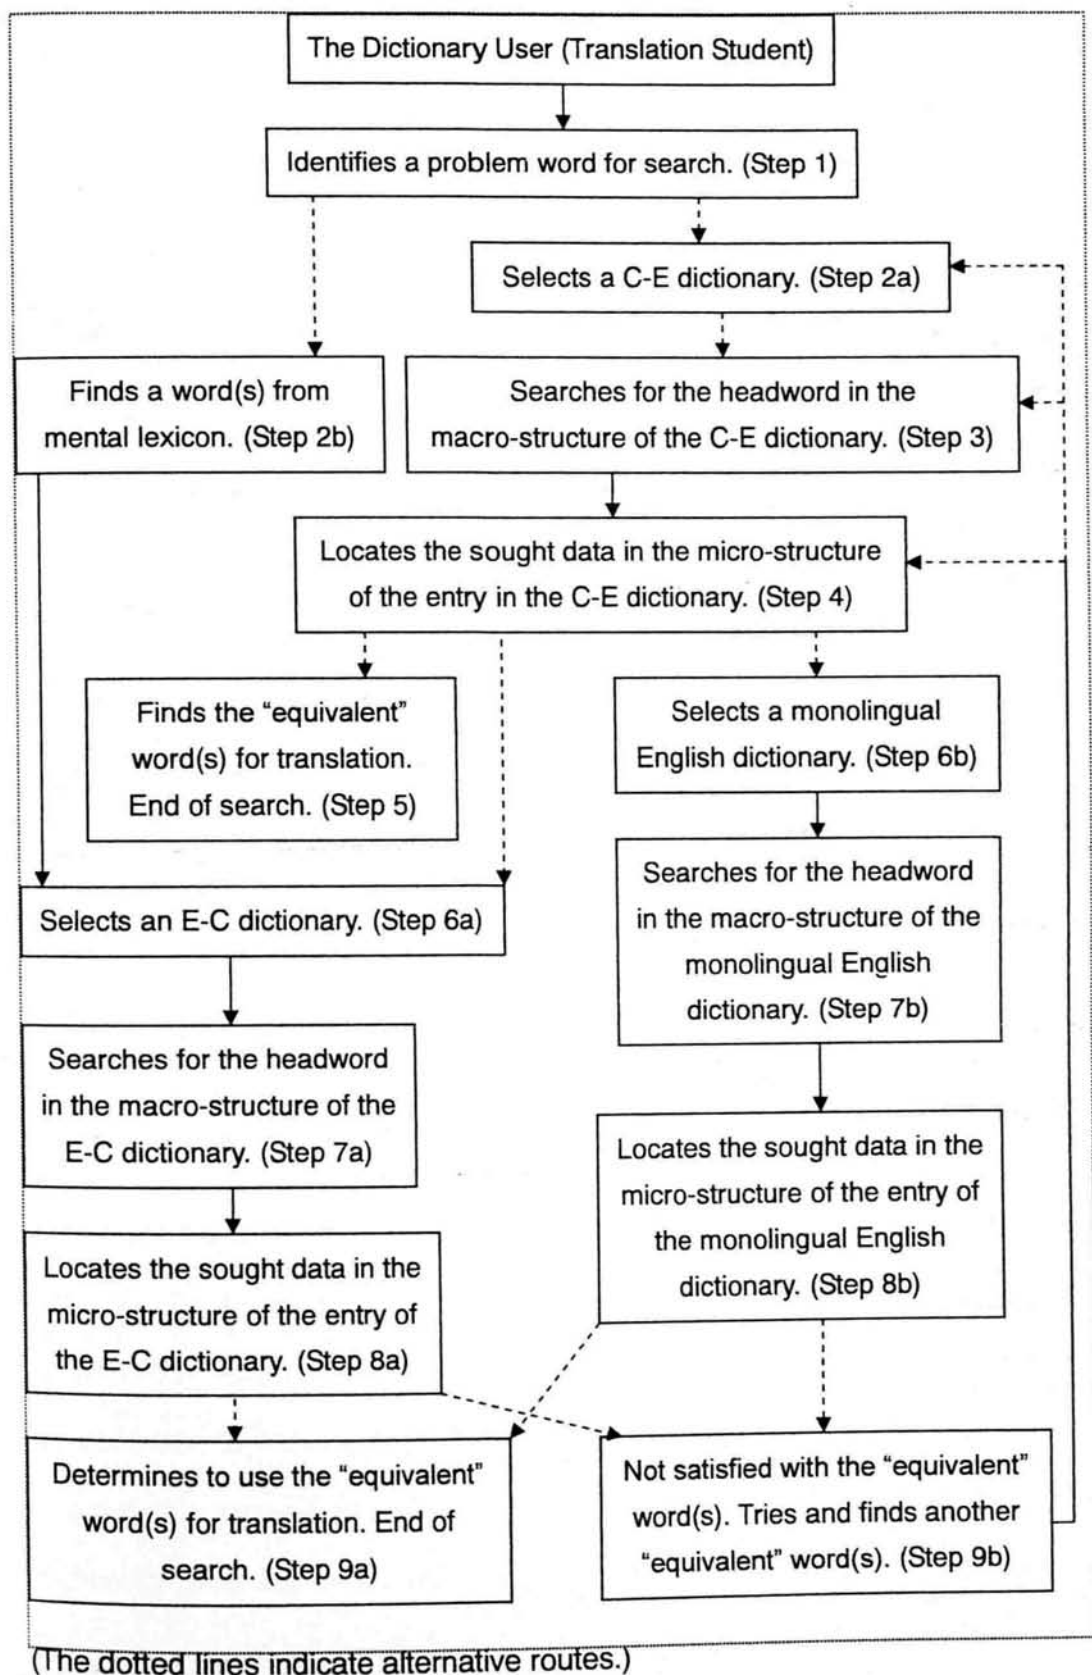 The Dictionary User (Translation Student)
Identifies a problem word for search. (Step 1)
Selects a C-E dictionary. (Step 2a)
Finds a word(s) from
mental lexicon. (Step 2b)
Searches for the headword in the
macro-structure of the C-E dictionary. (Step 3)
Locates the sought data in the micro-structure
of the entry in the C-E dictionary. (Step 4)
Finds the “equivalent”
word(s) for translation.
End of search. (Step 5)
Selects a monolingual
English dictionary. (Step 6b)
Selects an E-C dictionary. (Step 6a)
Searches for the headword
in the macro-structure of the
monolingual English
dictionary. (Step 7b)
Searches for the headword
in the macro-structure of the
E-C dictionary. (Step 7a)
Locates the sought data in the
micro-structure of the entry of
the monolingual English
dictionary. (Step 8b)
Locates the sought data in the
micro-structure of the entry of
the E-C dictionary. (Step 8a)
Determines to use the “equivalent”
word(s) for translation. End of
search. (Step 9a)
Not satisfied with the “equivalent”
word(s). Tries and finds another
“equivalent” word(s). (Step 9b)
(The dotted lines indicate alternative routes.)